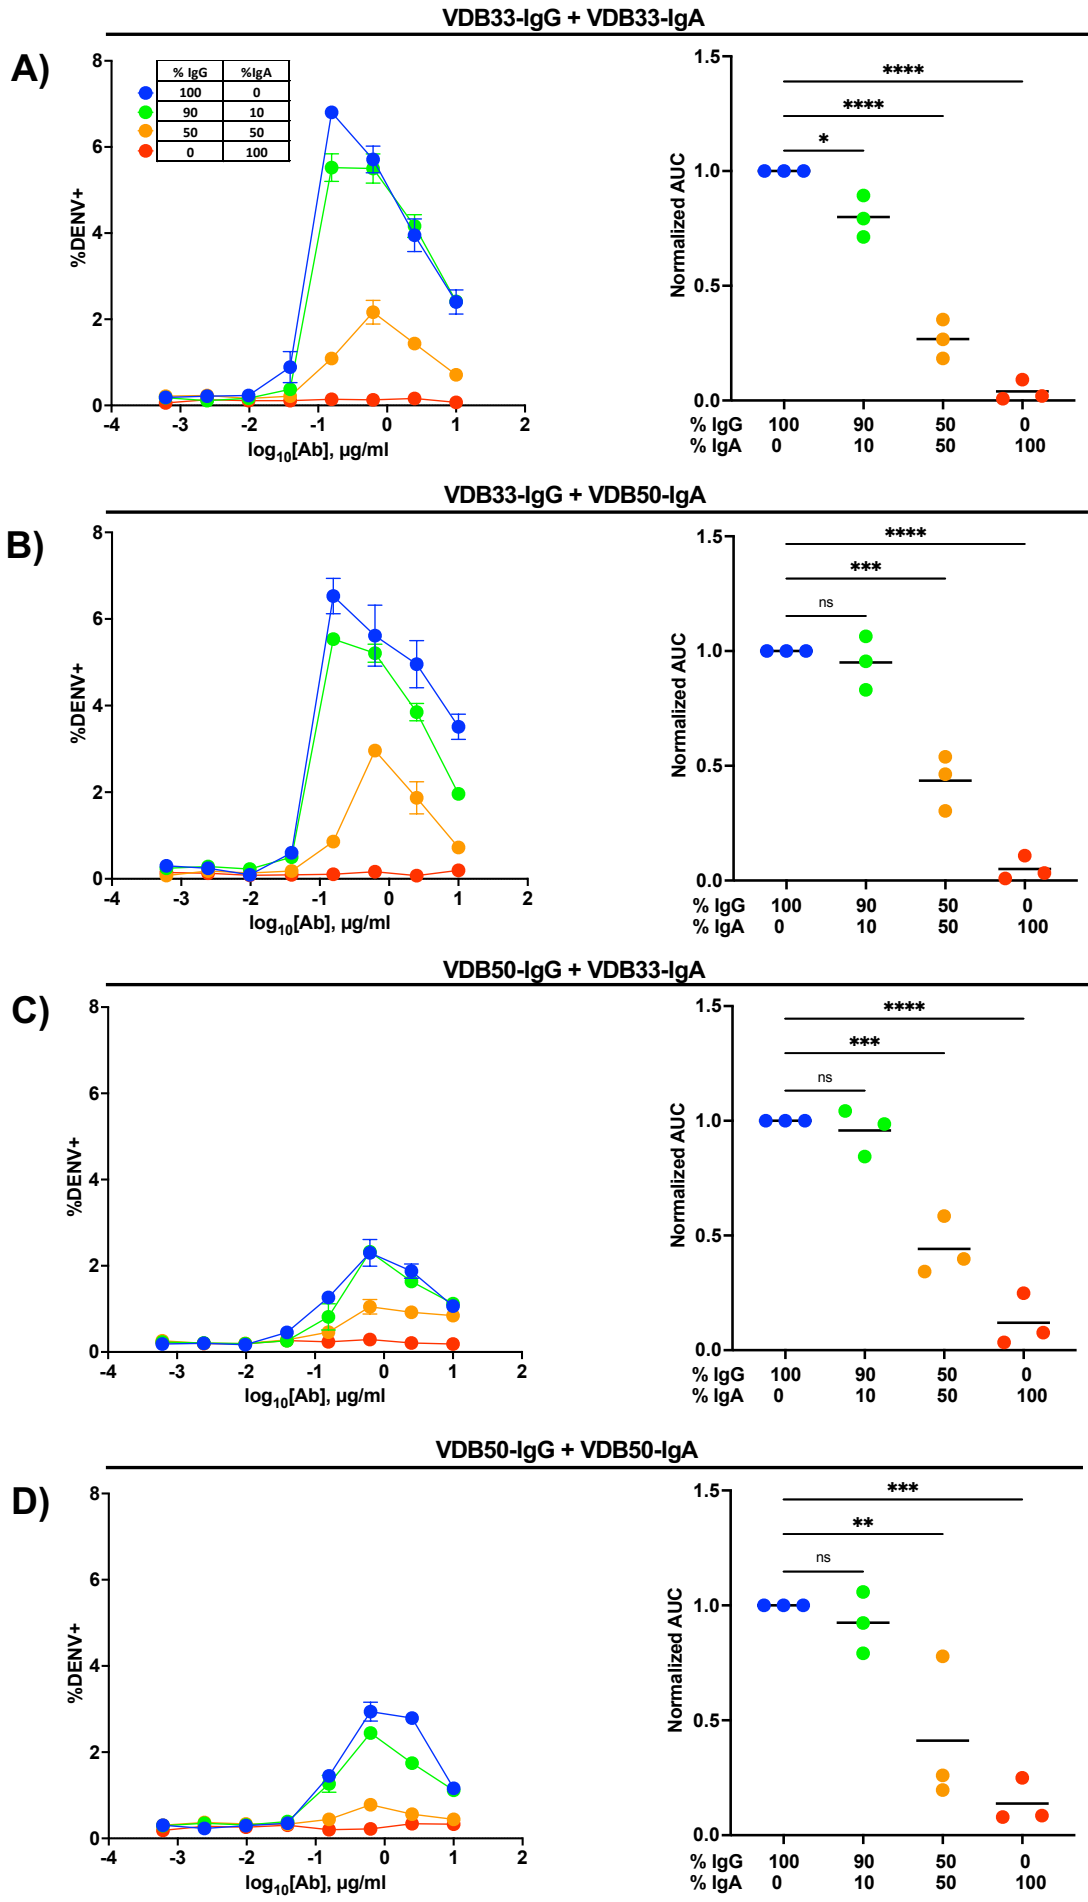 VDB33-IgG + VDB33-IgA
A)
% IgG %IgA
100 0
90 10
50 50
0 100
8
6
4
2
0
%DENV+
-4 -3 -2 -1 0 1 2
log10[Ab], µg/ml
1.5
1.0
0.5
0.0
Normalized AUC
****
****
*
% IgG 100 90 50 0
% IgA 0 10 50 100
VDB33-IgG + VDB50-IgA
B)
8
6
4
2
0
%DENV+
-4 -3 -2 -1 0 1 2
log10[Ab], µg/ml
1.5
1.0
0.5
0.0
Normalized AUC
****
***
ns
% IgG 100 90 50 0
% IgA 0 10 50 100
VDB50-IgG + VDB33-IgA
C)
8
6
4
2
0
%DENV+
-4 -3 -2 -1 0 1 2
log10[Ab], µg/ml
1.5
1.0
0.5
0.0
Normalized AUC
****
***
ns
% IgG 100 90 50 0
% IgA 0 10 50 100
VDB50-IgG + VDB50-IgA
D)
8
6
4
2
0
%DENV+
-4 -3 -2 -1 0 1 2
log10[Ab], µg/ml
1.5
1.0
0.5
0.0
Normalized AUC
***
**
ns
% IgG 100 90 50 0
% IgA 0 10 50 100